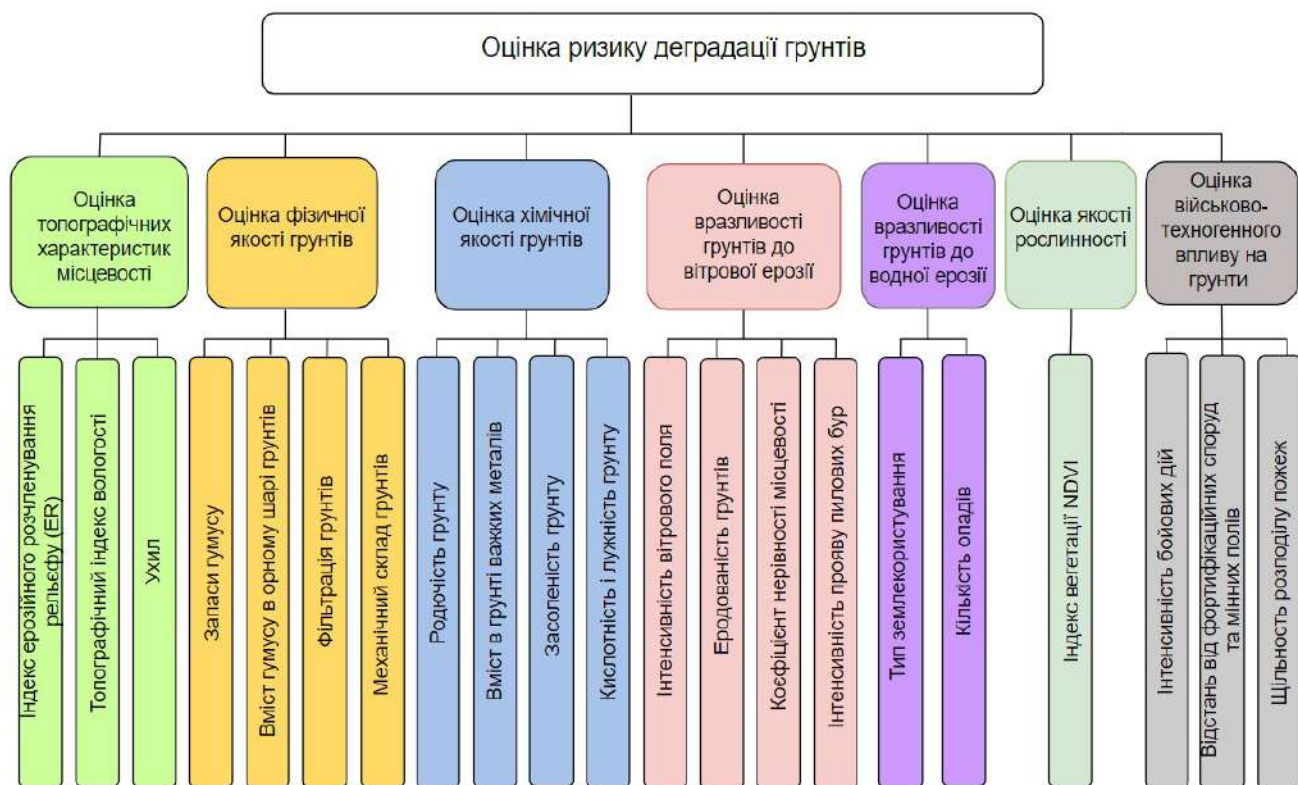 Оцінка ризику деградації грунтів
Оцінка
топографічних
характеристик
місцевості
Оцінка фізичної
якості грунтів
Оцінка хімічної
якості грунтів
Оцінка
вразливості
грунтів до
вітрової ерозії
Оцінка
вразливості
грунтів до
водної ерозії
Оцінка якості
рослинності
Оцінка
військово-
техногенного
впливу на
грунти
Індекс ерозійного розчленування
рельєфу (ER)
Топографічний індекс вологості
Ухил
Запаси гумусу
Вміст гумусу в орному шарі грунтів
Фільтрація грунтів
Механічний склад грунтів
Родючість грунту
Вміст в грунті важких металів
Засоленість грунту
Кислотність і лужність грунту
Інтенсивність вітрового поля
Еродованість грунтів
Коєфіцієнт нерівності місцевості
Інтенсивність прояву пилових бур
Тип землекористування
Кількість опадів
Індекс вегетації NDVI
Інтенсивність бойових дій
Відстань від фортифікаційних споруд
та мінних полів
Щільность розподілу пожеж